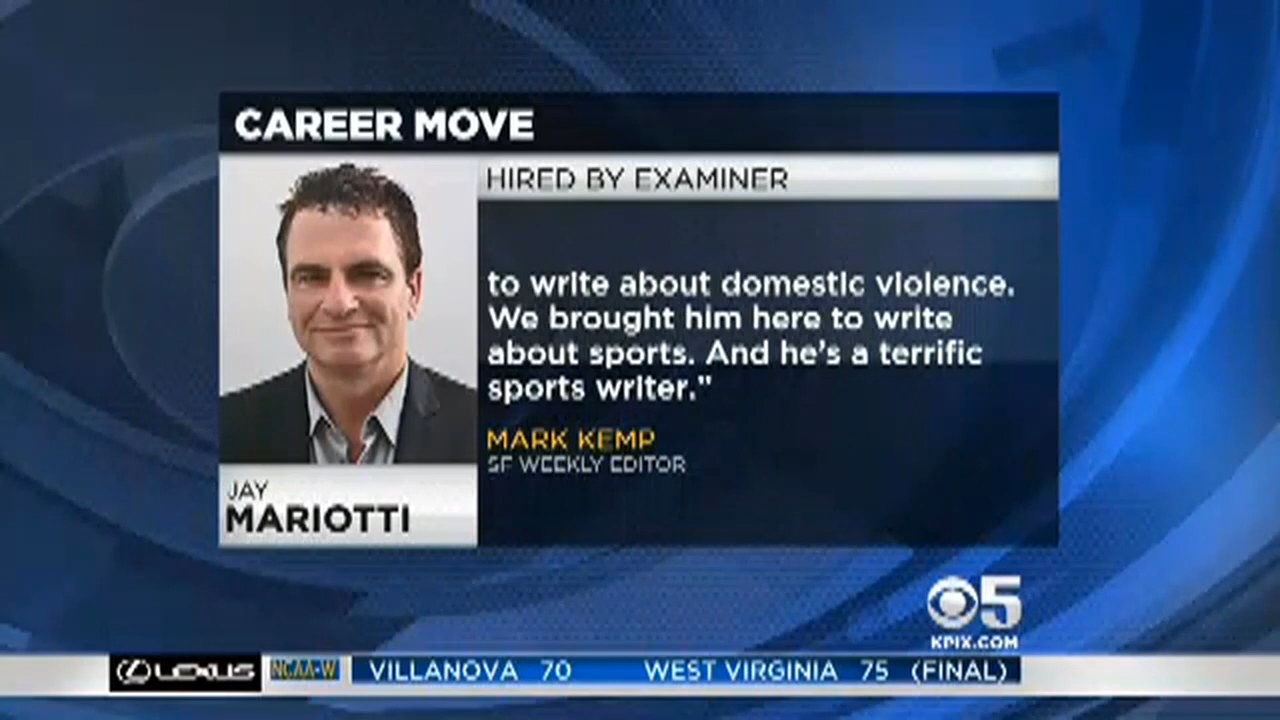 CAREER MOVE
HIRED BY EXAMINER
to write about domestic violence.
We brought him here to write
about sports. And he's a terrific
sports writer."
MARK KEMP
SF WEEKLY EDITOR
JAY
MARIOTTI
5
KPIX.COM
LEXUS NCAA-W VILLANOVA 70 WEST VIRGINIA 75 (FINAL)